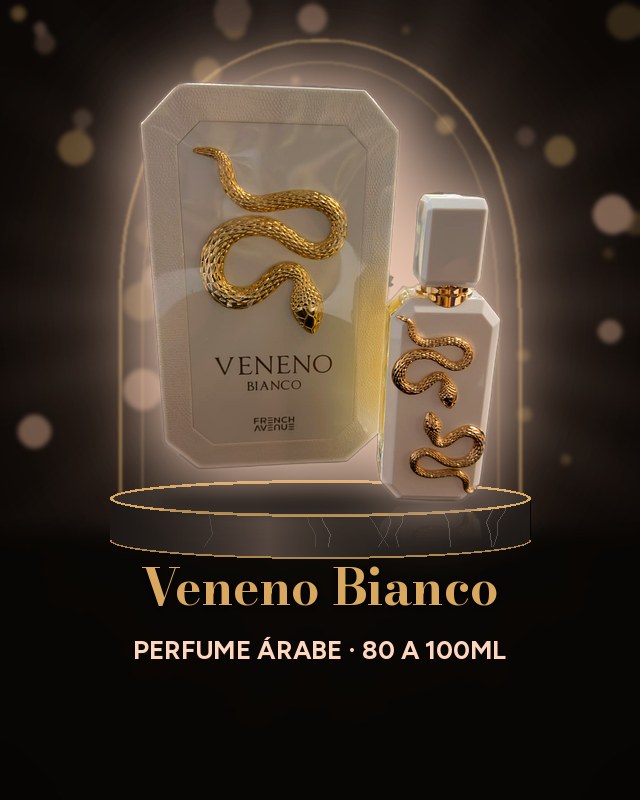 VENENO
BIANCO
FRENCH
AVENUE
Veneno Bianco
PERFUME ÁRABE · 80 A 100ML